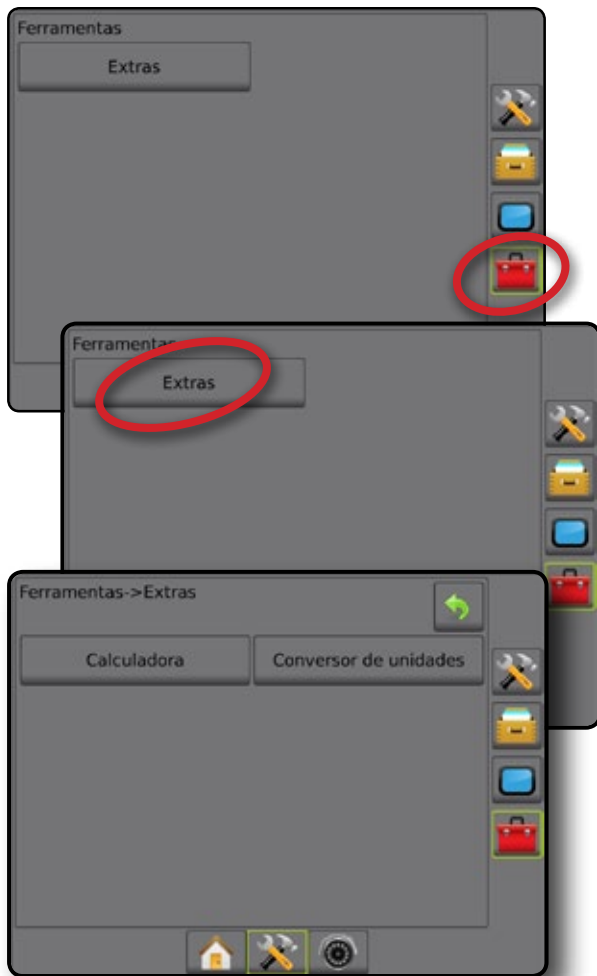 Ferramentas
Extras
Ferramentas
Extras
Ferramentas->Extras
Calculadora
Conversor de unidades